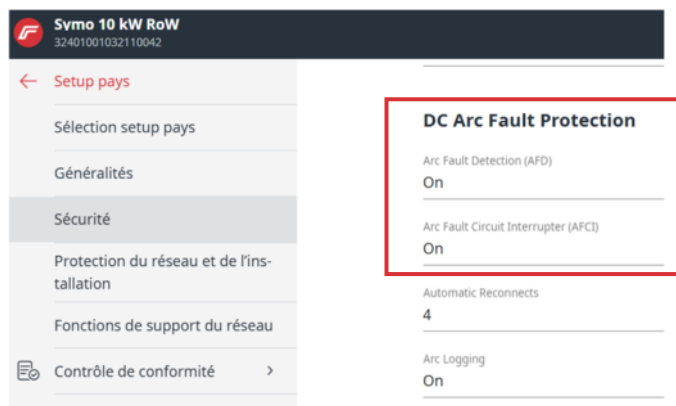 Symo 10 kW RoW
32401001032110042
Setup pays
Sélection setup pays
Généralités
Sécurité
Protection du réseau et de l'ins-
tallation
Fonctions de support du réseau
Contrôle de conformité
DC Arc Fault Protection
Arc Fault Detection (AFD)
On
Arc Fault Circuit Interrupter (AFCI)
On
Automatic Reconnects
4
Arc Logging
On